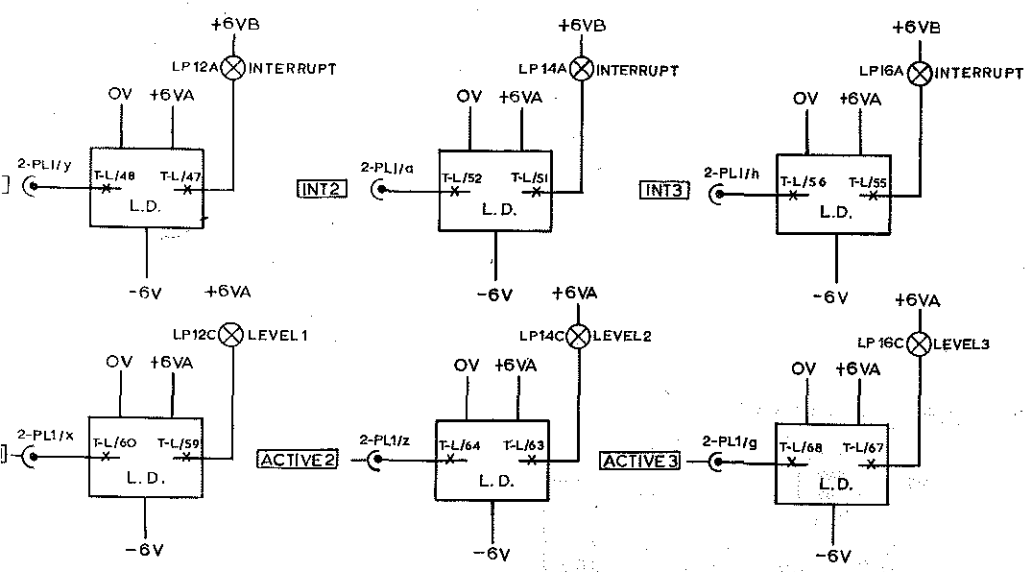 +6VB +6VB +6VB
LP12A INTERRUPT LP14A INTERRUPT LP16A INTERRUPT
0V +6VA 0V +6VA 0V +6VA
2-PL1/y T-L/48 T-L/47 2-PL1/a T-L/52 T-L/51 2-PL1/h T-L/56 T-L/55
INT2 INT3
L.D. L.D. L.D.
-6V -6V -6V
+6VA +6VA +6VA
LP12C LEVEL1 LP14C LEVEL2 LP16C LEVEL3
0V +6VA 0V +6VA 0V +6VA
2-PL1/x T-L/60 T-L/59 2-PL1/z T-L/64 T-L/63 2-PL1/g T-L/68 T-L/67
ACTIVE2 ACTIVE3
L.D. L.D. L.D.
-6V -6V -6V